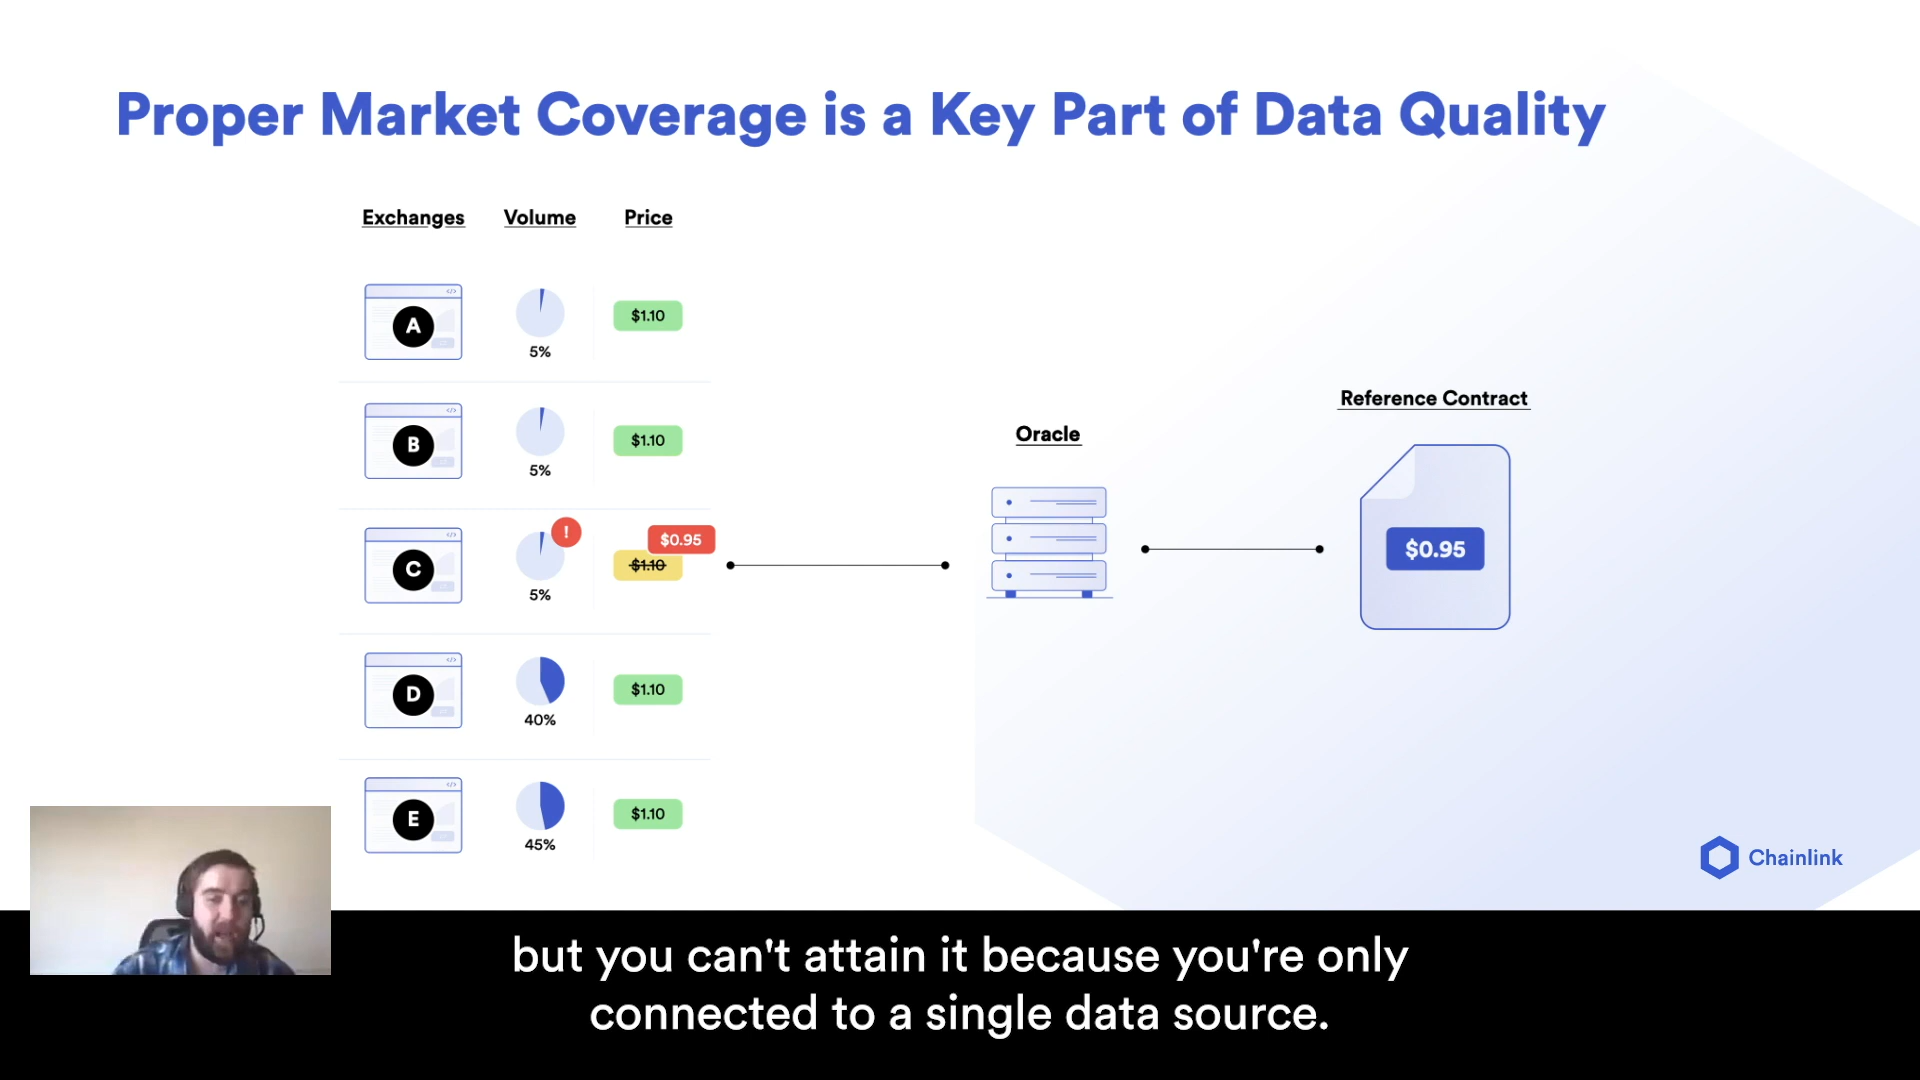 Proper Market Coverage is a Key Part of Data Quality
Exchanges Volume Price
A 5% $1.10
B 5% $1.10
C ! 5% $0.95 $1.10
D 40% $1.10
E 45% $1.10
Oracle
Reference Contract
$0.95
Chainlink
but you can't attain it because you're only
connected to a single data source.